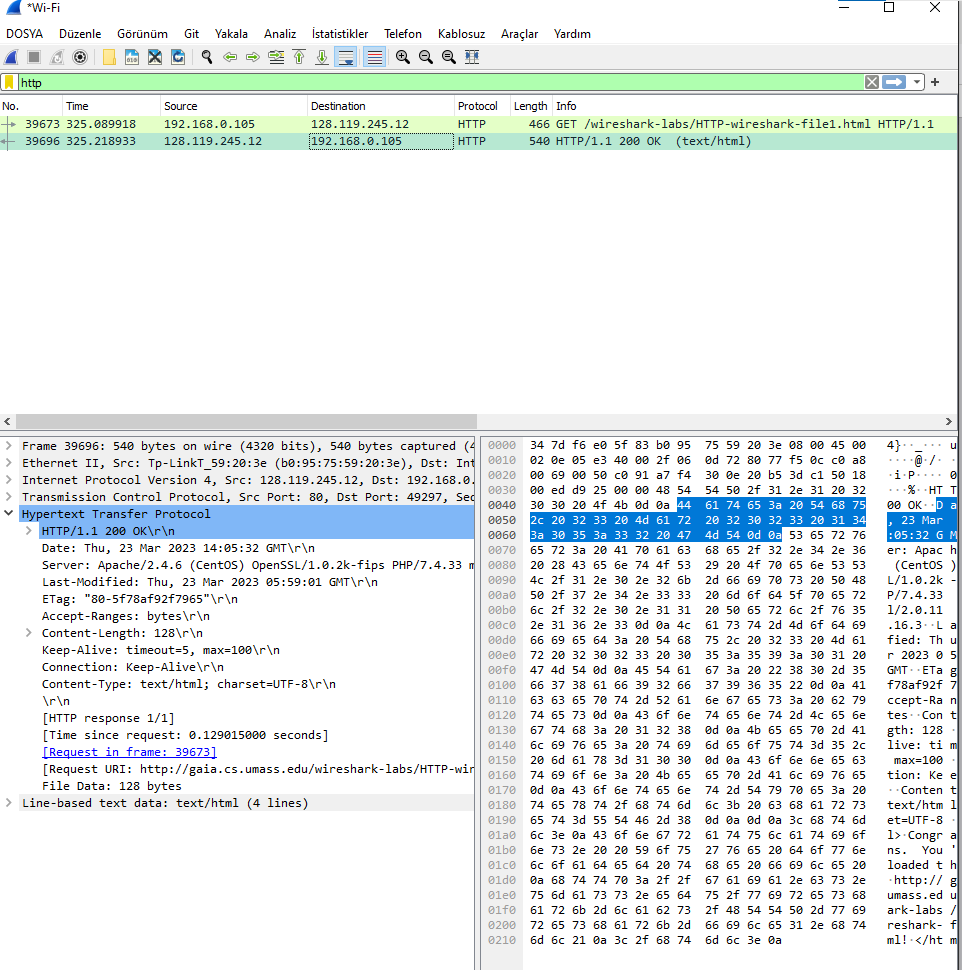 *Wi-Fi
DOSYA Düzenle Görünüm Git Yakala Analiz İstatistikler Telefon Kablosuz Araçlar Yardım
http
No. Time Source Destination Protocol Length Info
39673 325.089918 192.168.0.105 128.119.245.12 HTTP 466 GET /wireshark-labs/HTTP-wireshark-file1.html HTTP/1.1
39696 325.218933 128.119.245.12 192.168.0.105 HTTP 540 HTTP/1.1 200 OK (text/html)
Frame 39696: 540 bytes on wire (4320 bits), 540 bytes captured (4
Ethernet II, Src: Tp-LinkT_59:20:3e (b0:95:75:59:20:3e), Dst: Int
Internet Protocol Version 4, Src: 128.119.245.12, Dst: 192.168.0.
Transmission Control Protocol, Src Port: 80, Dst Port: 49297, Seq
Hypertext Transfer Protocol
HTTP/1.1 200 OK\r\n
Date: Thu, 23 Mar 2023 14:05:32 GMT\r\n
Server: Apache/2.4.6 (CentOS) OpenSSL/1.0.2k-fips PHP/7.4.33 m
Last-Modified: Thu, 23 Mar 2023 05:59:01 GMT\r\n
ETag: "80-5f78af92f7965"\r\n
Accept-Ranges: bytes\r\n
Content-Length: 128\r\n
Keep-Alive: timeout=5, max=100\r\n
Connection: Keep-Alive\r\n
Content-Type: text/html; charset=UTF-8\r\n
\r\n
[HTTP response 1/1]
[Time since request: 0.129015000 seconds]
[Request in frame: 39673]
[Request URI: http://gaia.cs.umass.edu/wireshark-labs/HTTP-wir
File Data: 128 bytes
Line-based text data: text/html (4 lines)
0000 34 7d f6 e0 5f 83 b0 95 75 59 20 3e 08 00 45 00 4}··_··· u
0010 02 0e 05 e3 40 00 2f 06 0d 72 80 77 f5 0c c0 a8 ····@·/·
0020 00 69 00 50 c0 91 a7 f4 30 0e 20 b5 3d c1 50 18 ·i·P···· 0
0030 00 ed d9 25 00 00 48 54 54 50 2f 31 2e 31 20 32 ···%··HT T
0040 30 30 20 4f 4b 0d 0a 44 61 74 65 3a 20 54 68 75 00 OK··D a
0050 2c 20 32 33 20 4d 61 72 20 32 30 32 33 20 31 34 , 23 Mar
0060 3a 30 35 3a 33 32 20 47 4d 54 0d 0a 53 65 72 76 :05:32 G M
0070 65 72 3a 20 41 70 61 63 68 65 2f 32 2e 34 2e 36 er: Apac h
0080 20 28 43 65 6e 74 4f 53 29 20 4f 70 65 6e 53 53 (CentOS )
0090 4c 2f 31 2e 30 2e 32 6b 2d 66 69 70 73 20 50 48 L/1.0.2k -
00a0 50 2f 37 2e 34 2e 33 33 20 6d 6f 64 5f 70 65 72 P/7.4.33
00b0 6c 2f 32 2e 30 2e 31 31 20 50 65 72 6c 2f 76 35 l/2.0.11
00c0 2e 31 36 2e 33 0d 0a 4c 61 73 74 2d 4d 6f 64 69 .16.3··L a
00d0 66 69 65 64 3a 20 54 68 75 2c 20 32 33 20 4d 61 fied: Th u
00e0 72 20 32 30 32 33 20 30 35 3a 35 39 3a 30 31 20 r 2023 0 5
00f0 47 4d 54 0d 0a 45 54 61 67 3a 20 22 38 30 2d 35 GMT··ETa g
0100 66 37 38 61 66 39 32 66 37 39 36 35 22 0d 0a 41 f78af92f 7
0110 63 63 65 70 74 2d 52 61 6e 67 65 73 3a 20 62 79 ccept-Ra n
0120 74 65 73 0d 0a 43 6f 6e 74 65 6e 74 2d 4c 65 6e tes··Con t
0130 67 74 68 3a 20 31 32 38 0d 0a 4b 65 65 70 2d 41 gth: 128 ·
0140 6c 69 76 65 3a 20 74 69 6d 65 6f 75 74 3d 35 2c live: ti m
0150 20 6d 61 78 3d 31 30 30 0d 0a 43 6f 6e 6e 65 63 max=100 ·
0160 74 69 6f 6e 3a 20 4b 65 65 70 2d 41 6c 69 76 65 tion: Ke e
0170 0d 0a 43 6f 6e 74 65 6e 74 2d 54 79 70 65 3a 20 ··Conten t
0180 74 65 78 74 2f 68 74 6d 6c 3b 20 63 68 61 72 73 text/htm l
0190 65 74 3d 55 54 46 2d 38 0d 0a 0d 0a 3c 68 74 6d et=UTF-8 ·
01a0 6c 3e 0a 43 6f 6e 67 72 61 74 75 6c 61 74 69 6f l>·Congr a
01b0 6e 73 2e 20 20 59 6f 75 27 76 65 20 64 6f 77 6e ns.  You '
01c0 6c 6f 61 64 65 64 20 74 68 65 20 66 69 6c 65 20 loaded t h
01d0 0a 68 74 74 70 3a 2f 2f 67 61 69 61 2e 63 73 2e ·http:// g
01e0 75 6d 61 73 73 2e 65 64 75 2f 77 69 72 65 73 68 umass.ed u
01f0 61 72 6b 2d 6c 61 62 73 2f 48 54 54 50 2d 77 69 ark-labs /
0200 72 65 73 68 61 72 6b 2d 66 69 6c 65 31 2e 68 74 reshark- f
0210 6d 6c 21 0a 3c 2f 68 74 6d 6c 3e 0a ml!·</ht m